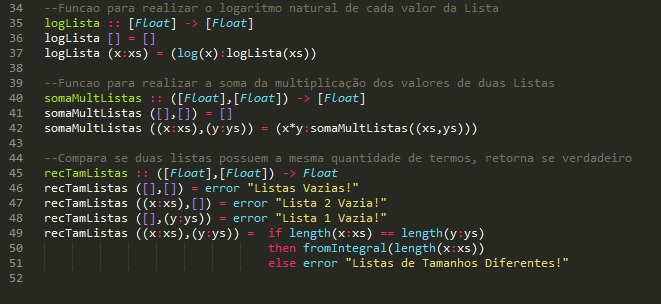 34 --Funcao para realizar o logaritmo natural de cada valor da Lista
35 logLista :: [Float] -> [Float]
36 logLista [] = []
37 logLista (x:xs) = (log(x):logLista(xs))
38
39 --Funcao para realizar a soma da multiplicação dos valores de duas Listas
40 somaMultListas :: ([Float],[Float]) -> [Float]
41 somaMultListas ([],[]) = []
42 somaMultListas ((x:xs),(y:ys)) = (x*y:somaMultListas((xs,ys)))
43
44 --Compara se duas listas possuem a mesma quantidade de termos, retorna se verdadeiro
45 recTamListas :: ([Float],[Float]) -> Float
46 recTamListas ([],[]) = error "Listas Vazias!"
47 recTamListas ((x:xs),[]) = error "Lista 2 Vazia!"
48 recTamListas ([],(y:ys)) = error "Lista 1 Vazia!"
49 recTamListas ((x:xs),(y:ys)) =  if length(x:xs) == length(y:ys)
50 then fromIntegral(length(x:xs))
51 else error "Listas de Tamanhos Diferentes!"
52